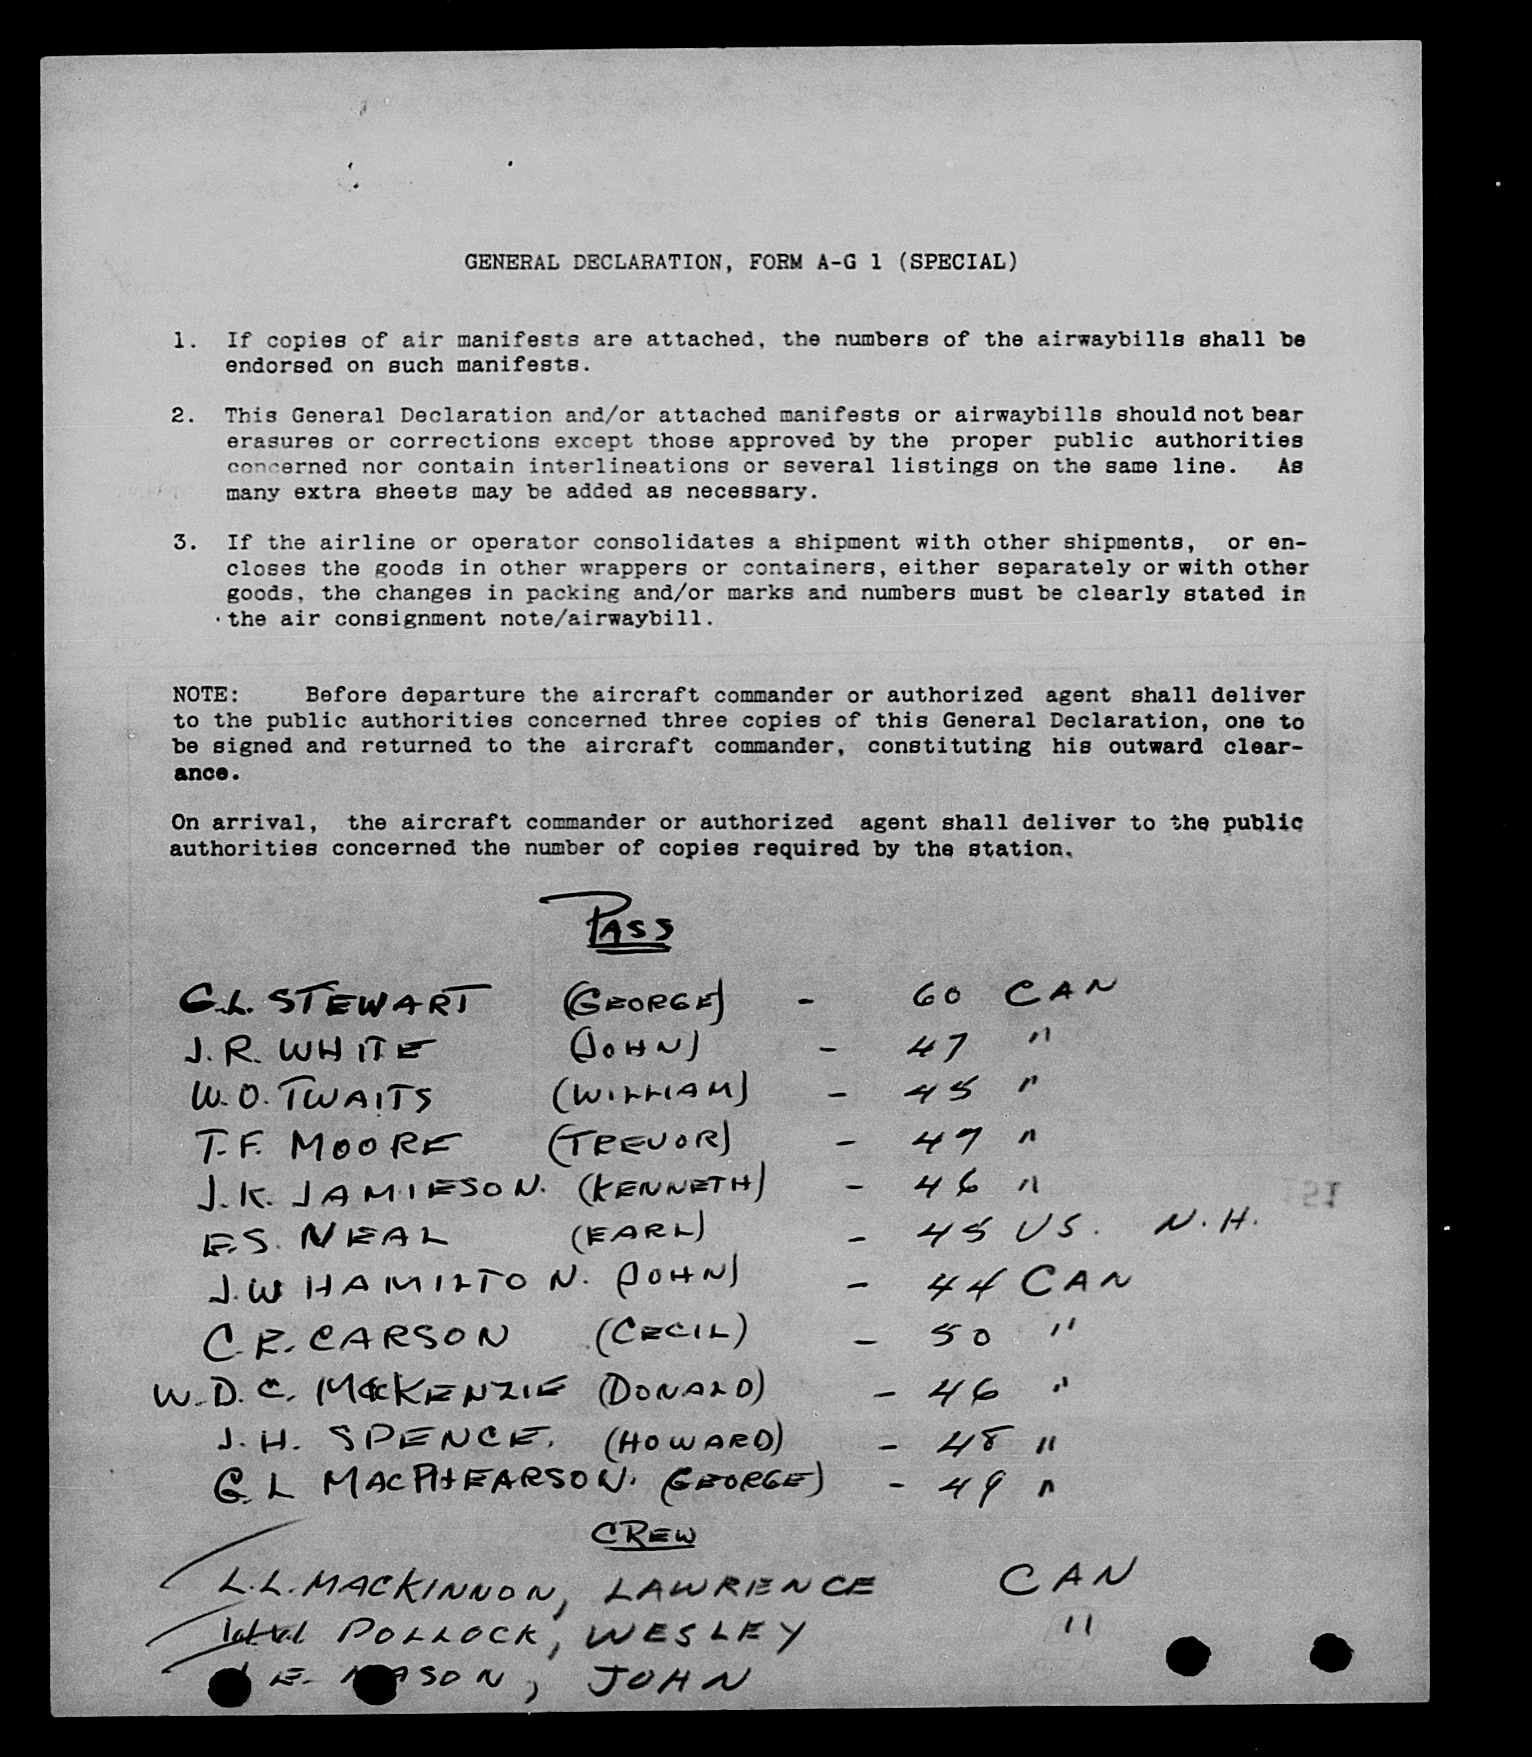 GENERAL DECLARATION, FORM A-G 1 (SPECIAL)
1. If copies of air manifests are attached, the numbers of the airwaybills shall be
endorsed on such manifests.
2. This General Declaration and/or attached manifests or airwaybills should not bear
erasures or corrections except those approved by the proper public authorities
concerned nor contain interlineations or several listings on the same line. As
many extra sheets may be added as necessary.
3. If the airline or operator consolidates a shipment with other shipments, or en-
closes the goods in other wrappers or containers, either separately or with other
goods, the changes in packing and/or marks and numbers must be clearly stated in
the air consignment note/airwaybill.
NOTE: Before departure the aircraft commander or authorized agent shall deliver
to the public authorities concerned three copies of this General Declaration, one to
be signed and returned to the aircraft commander, constituting his outward clear-
ance.
On arrival, the aircraft commander or authorized agent shall deliver to the public
authorities concerned the number of copies required by the station.
PASS
G.L. STEWART (GEORGE) - 60 CAN
J.R. WHITE (JOHN) - 47 "
W.O. TWAITS (WILLIAM) - 45 "
T.F. MOORE (TREVOR) - 47 "
J.K. JAMIESON. (KENNETH) - 46 "
E.S. NEAL (EARL) - 45 US. N.H.
J.W HAMILTON. (JOHN) - 44 CAN
C.E. CARSON (CECIL) - 50 "
W.D.C. MACKENZIE (DONALD) - 46 "
J.H. SPENCE. (HOWARD) - 48 "
G.L MACPHEARSON. (GEORGE) - 49 "
CREW
L.L. MACKINNON, LAWRENCE CAN
POLLOCK, WESLEY "
E. MASON, JOHN